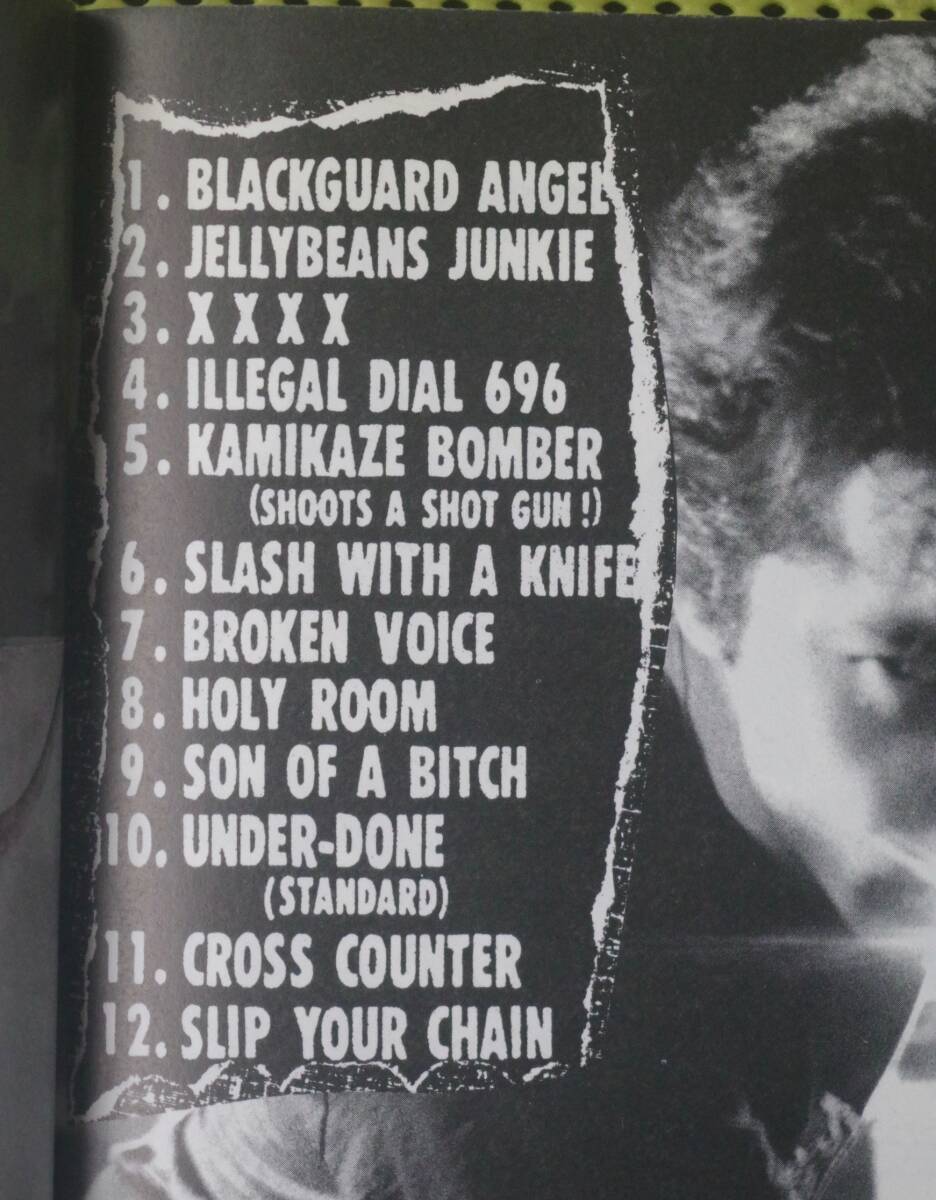 1. BLACKGUARD ANGEL
2. JELLYBEANS JUNKIE
3. X X X X
4. ILLEGAL DIAL 696
5. KAMIKAZE BOMBER
(SHOOTS A SHOT GUN!)
6. SLASH WITH A KNIFE
7. BROKEN VOICE
8. HOLY ROOM
9. SON OF A BITCH
10. UNDER-DONE
(STANDARD)
11. CROSS COUNTER
12. SLIP YOUR CHAIN